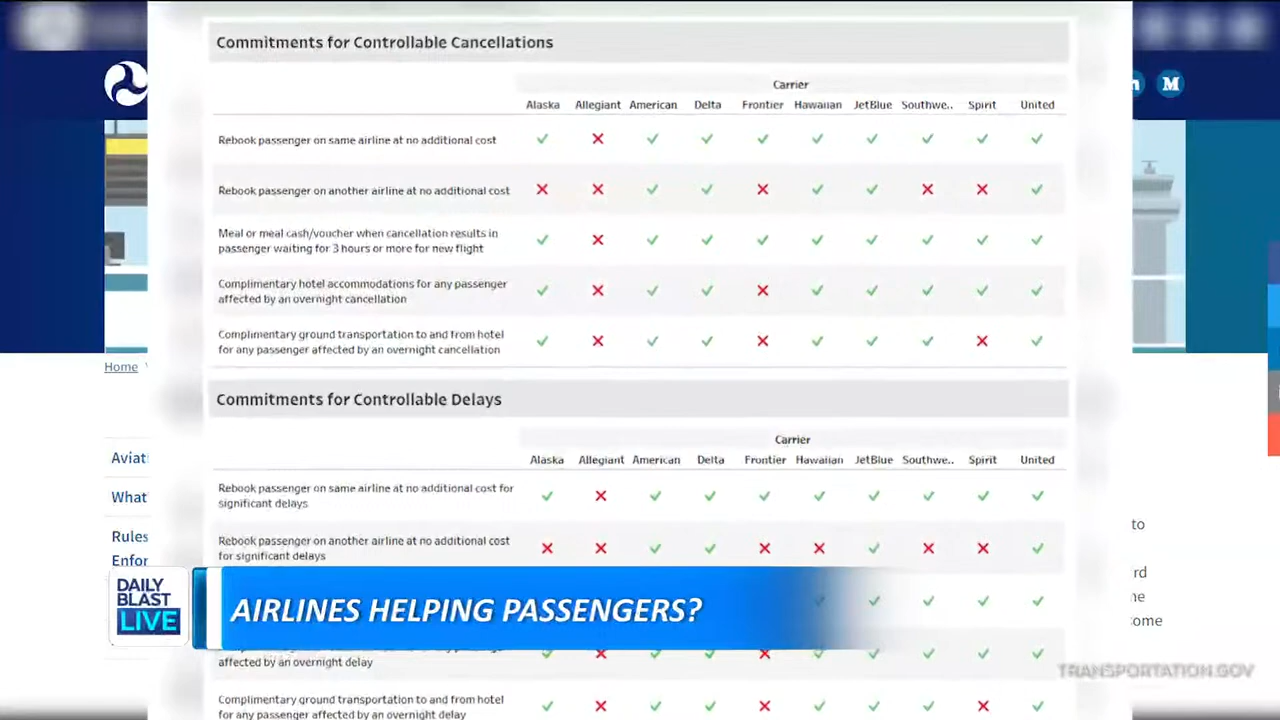 Commitments for Controllable Cancellations
Carrier
Alaska Allegiant American Delta Frontier Hawaiian JetBlue Southwe.. Spirit United
Rebook passenger on same airline at no additional cost
Rebook passenger on another airline at no additional cost
Meal or meal cash/voucher when cancellation results in
passenger waiting for 3 hours or more for new flight
Complimentary hotel accommodations for any passenger
affected by an overnight cancellation
Complimentary ground transportation to and from hotel
for any passenger affected by an overnight cancellation
Commitments for Controllable Delays
Carrier
Alaska Allegiant American Delta Frontier Hawaiian JetBlue Southwe.. Spirit United
Rebook passenger on same airline at no additional cost for
significant delays
Rebook passenger on another airline at no additional cost
for significant delays
affected by an overnight delay
Complimentary ground transportation to and from hotel
for any passenger affected by an overnight delay
Home
Aviati
What
Rules
Enfor
M
to
rd
ome
DAILY
BLAST
LIVE
AIRLINES HELPING PASSENGERS?
TRANSPORTATION.GOV